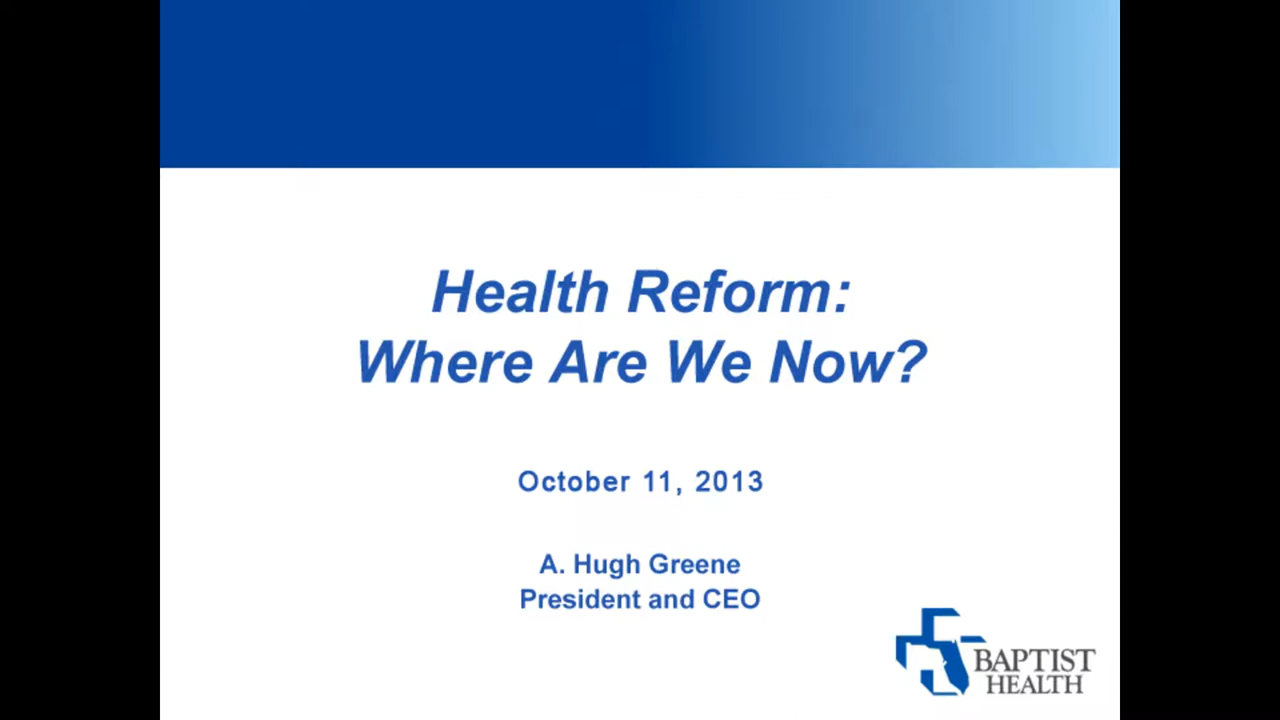 Health Reform:
Where Are We Now?
October 11, 2013
A. Hugh Greene
President and CEO
BAPTIST
HEALTH